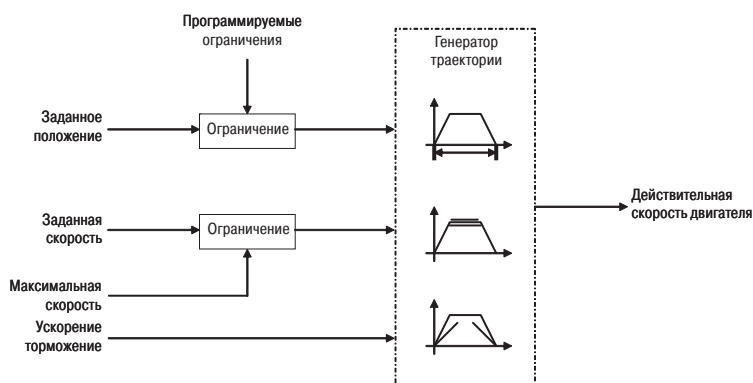 Программируемые
ограничения
Генератор
траектории
Заданное
положение
Ограничение
Заданная
скорость
Ограничение
Действительная
скорость двигателя
Максимальная
скорость
Ускорение
торможение